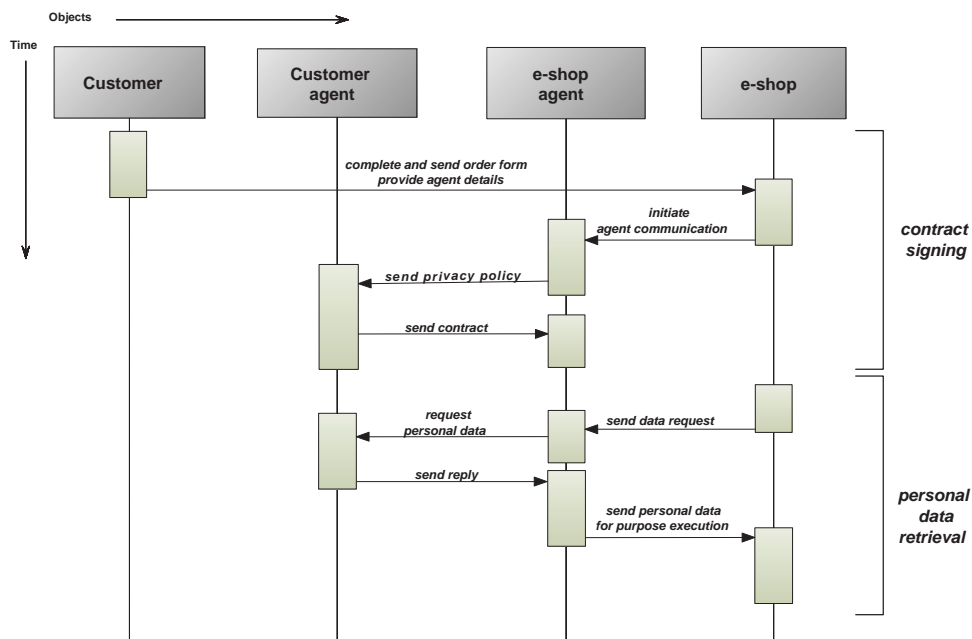 Objects
Time
Customer
Customer
agent
e-shop
agent
e-shop
complete and send order form
provide agent details
initiate
agent communication
contract
signing
send privacy policy
send contract
send data request
request
personal data
send reply
send personal data
for purpose execution
personal
data
retrieval